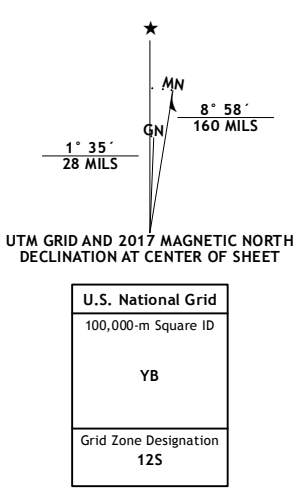 ★
MN
GN
8° 58´
160 MILS
1° 35´
28 MILS
UTM GRID AND 2017 MAGNETIC NORTH
DECLINATION AT CENTER OF SHEET
U.S. National Grid
100,000-m Square ID
YB
Grid Zone Designation
12S